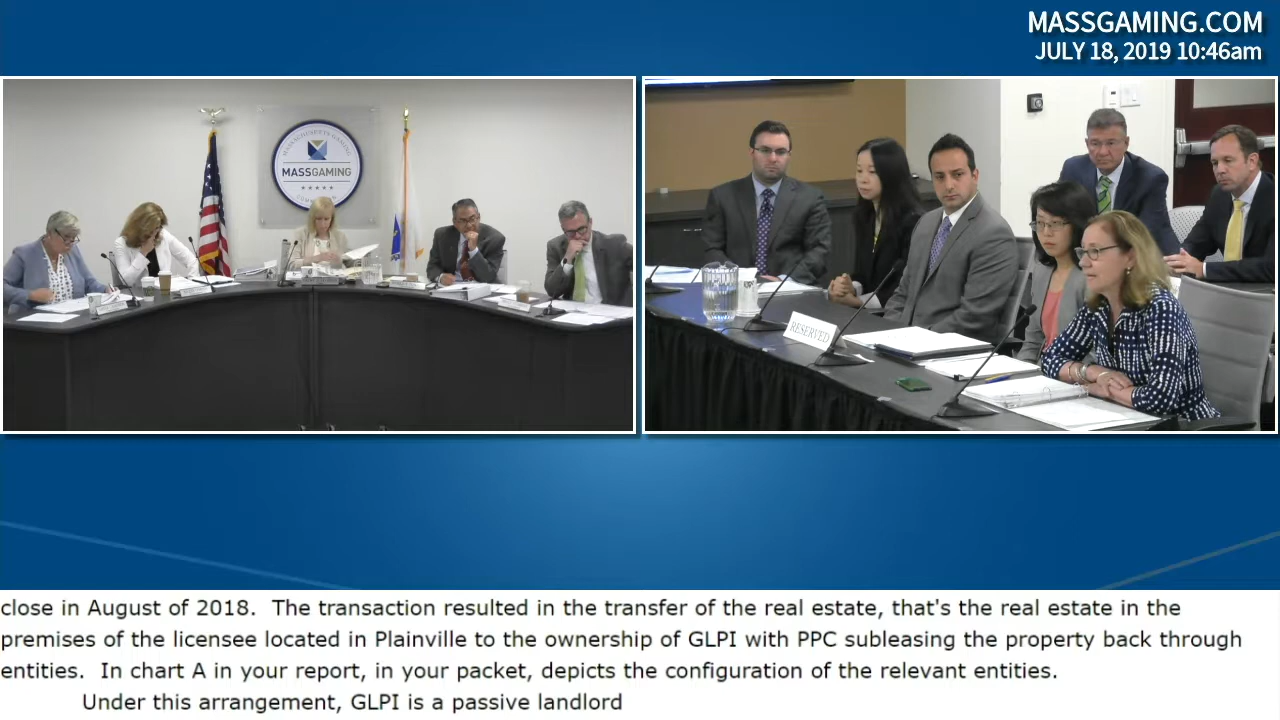 MASSGAMING.COM
JULY 18, 2019 10:46am
MASSACHUSETTS GAMING
MASSGAMING
RESERVED
close in August of 2018.  The transaction resulted in the transfer of the real estate, that's the real estate in the
premises of the licensee located in Plainville to the ownership of GLPI with PPC subleasing the property back through
entities.  In chart A in your report, in your packet, depicts the configuration of the relevant entities.
Under this arrangement, GLPI is a passive landlord